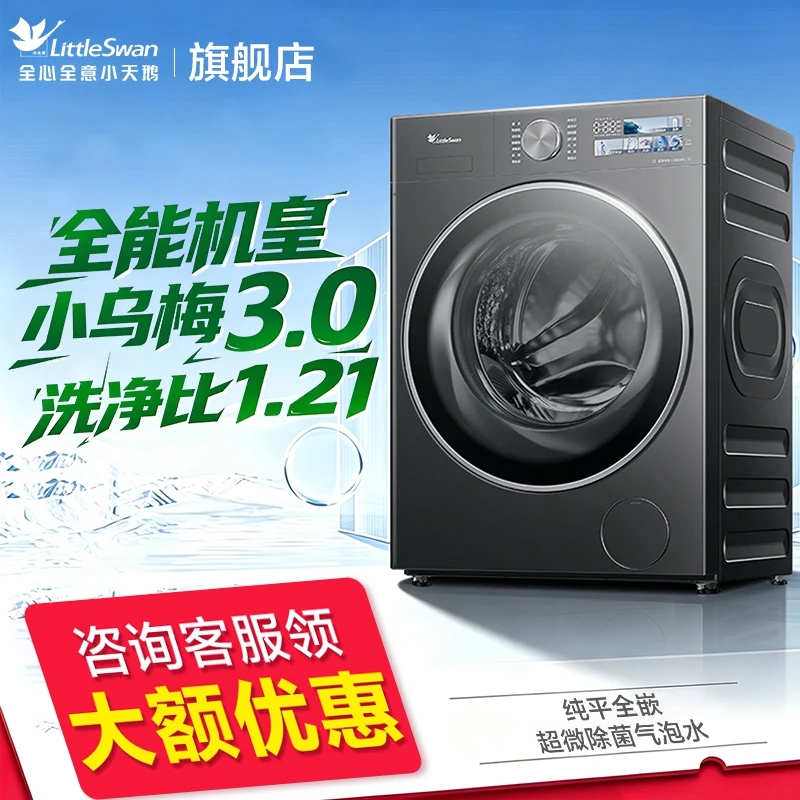 LittleSwan
全心全意小天鹅
旗舰店
全能机皇
小乌梅3.0
洗净比1.21
LittleSwan
咨询客服领
大额优惠
纯平全嵌
超微除菌气泡水